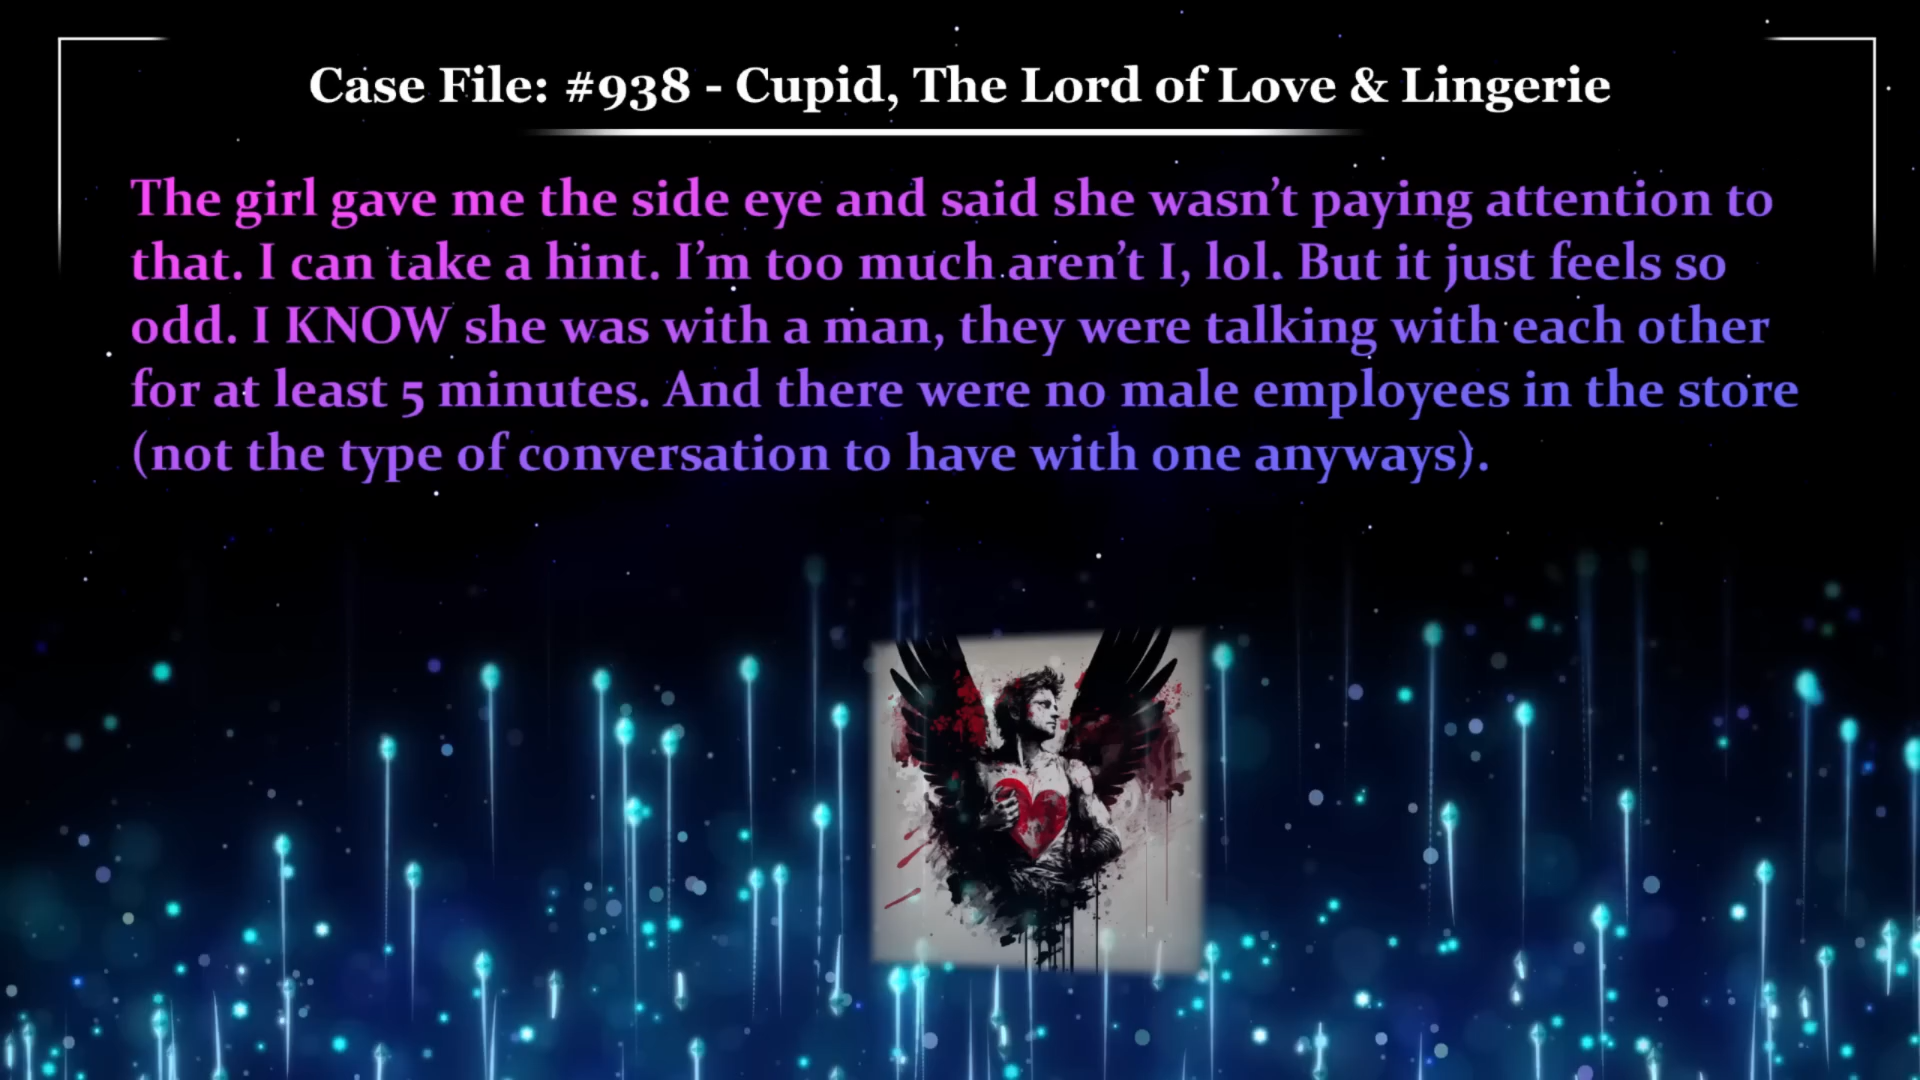 Case File: #938 - Cupid, The Lord of Love & Lingerie
The girl gave me the side eye and said she wasn’t paying attention to
that. I can take a hint. I’m too much aren’t I, lol. But it just feels so
odd. I KNOW she was with a man, they were talking with each other
for at least 5 minutes. And there were no male employees in the store
(not the type of conversation to have with one anyways).